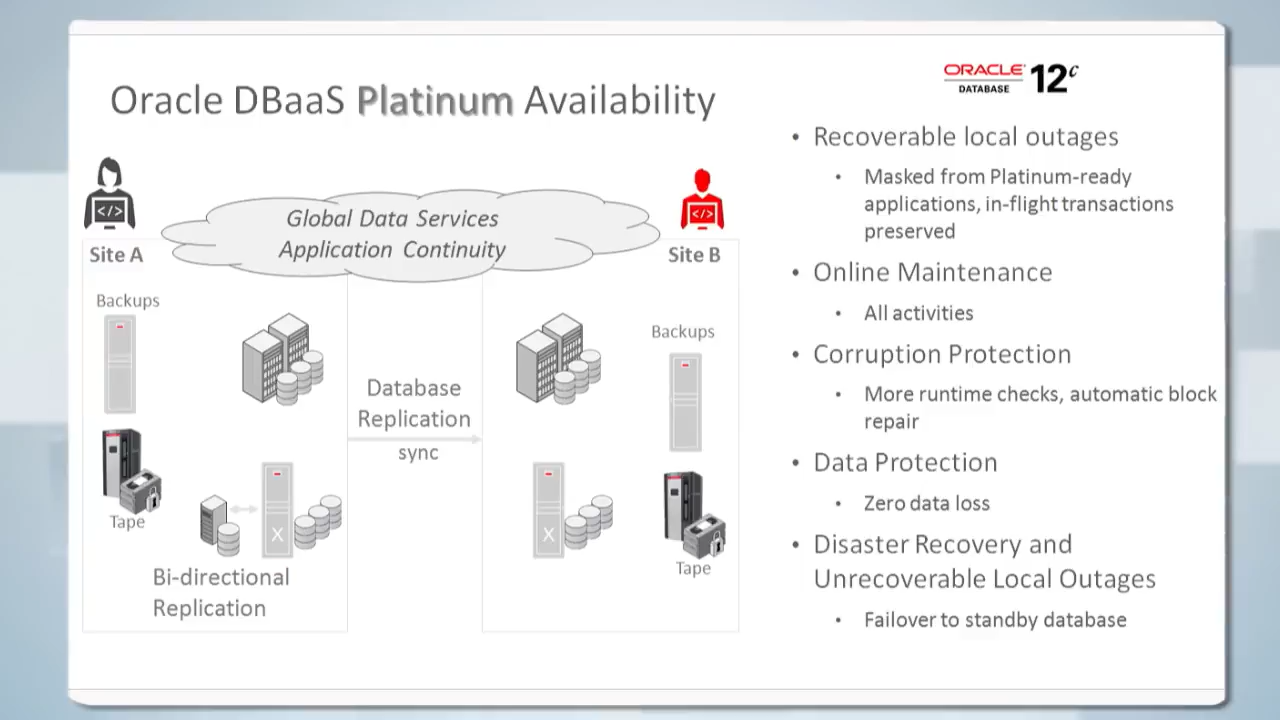 Oracle DBaaS Platinum Availability
ORACLE
DATABASE
12c
Global Data Services
Application Continuity
</>
</>
Site A
Site B
Backups
Backups
Database
Replication
sync
Tape
X
X
Tape
Bi-directional
Replication
• Recoverable local outages
• Masked from Platinum-ready
applications, in-flight transactions
preserved
• Online Maintenance
• All activities
• Corruption Protection
• More runtime checks, automatic block
repair
• Data Protection
• Zero data loss
• Disaster Recovery and
Unrecoverable Local Outages
• Failover to standby database